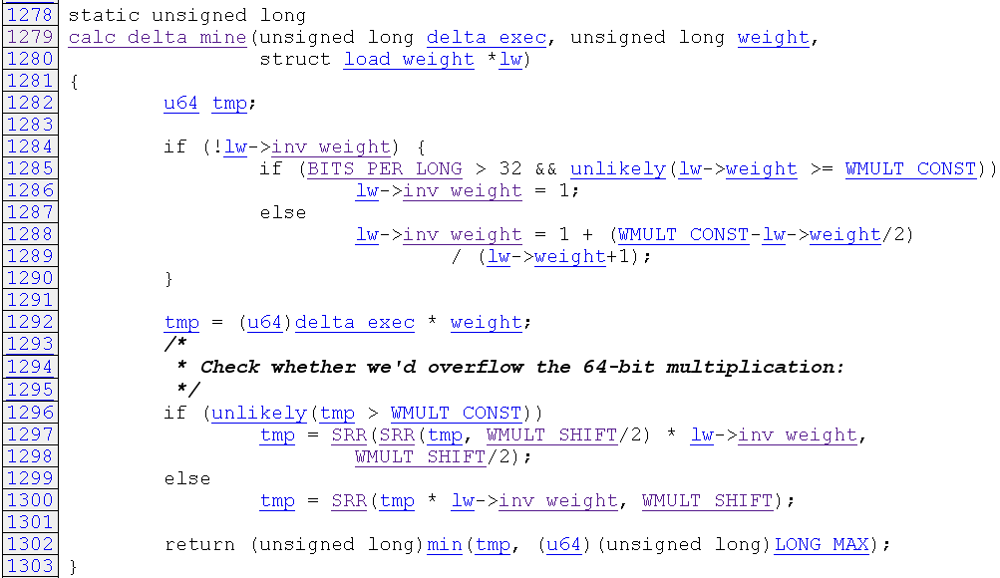 1278 static unsigned long
1279 calc_delta_mine(unsigned long delta_exec, unsigned long weight,
1280                 struct load_weight *lw)
1281 {
1282         u64 tmp;
1283
1284         if (!lw->inv_weight) {
1285                 if (BITS_PER_LONG > 32 && unlikely(lw->weight >= WMULT_CONST))
1286                         lw->inv_weight = 1;
1287                 else
1288                         lw->inv_weight = 1 + (WMULT_CONST-lw->weight/2)
1289                                 / (lw->weight+1);
1290         }
1291
1292         tmp = (u64)delta_exec * weight;
1293         /*
1294          * Check whether we'd overflow the 64-bit multiplication:
1295          */
1296         if (unlikely(tmp > WMULT_CONST))
1297                 tmp = SRR(SRR(tmp, WMULT_SHIFT/2) * lw->inv_weight,
1298                         WMULT_SHIFT/2);
1299         else
1300                 tmp = SRR(tmp * lw->inv_weight, WMULT_SHIFT);
1301
1302         return (unsigned long)min(tmp, (u64)(unsigned long)LONG_MAX);
1303 }